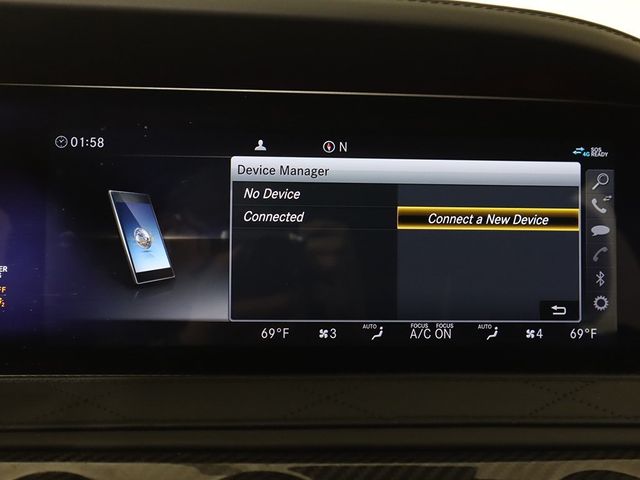 01:58
N
4G SOS READY
Device Manager
No Device
Connected
Connect a New Device
FF
69°F 3 AUTO FOCUS FOCUS AUTO 4 69°F
A/C ON